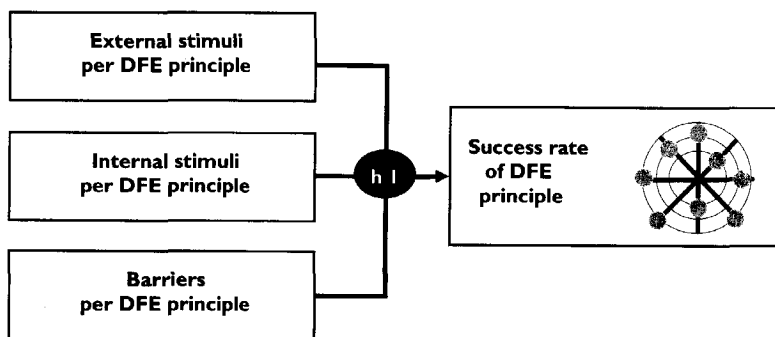 External stimuli
per DFE principle
Internal stimuli
per DFE principle
h l
Success rate
of DFE
principle
Barriers
per DFE principle